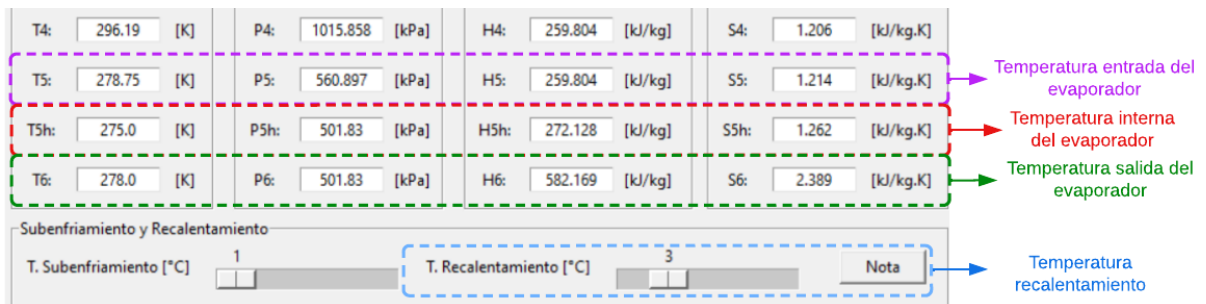 T4: 296.19 [K] P4: 1015.858 [kPa] H4: 259.804 [kJ/kg] S4: 1.206 [kJ/kg.K]
T5: 278.75 [K] P5: 560.897 [kPa] H5: 259.804 [kJ/kg] S5: 1.214 [kJ/kg.K]
Temperatura entrada del
evaporador
T5h: 275.0 [K] P5h: 501.83 [kPa] H5h: 272.128 [kJ/kg] S5h: 1.262 [kJ/kg.K]
Temperatura interna
del evaporador
T6: 278.0 [K] P6: 501.83 [kPa] H6: 582.169 [kJ/kg] S6: 2.389 [kJ/kg.K]
Temperatura salida del
evaporador
Subenfriamiento y Recalentamiento
T. Subenfriamiento [°C] 1 T. Recalentamiento [°C] 3 Nota
Temperatura
recalentamiento